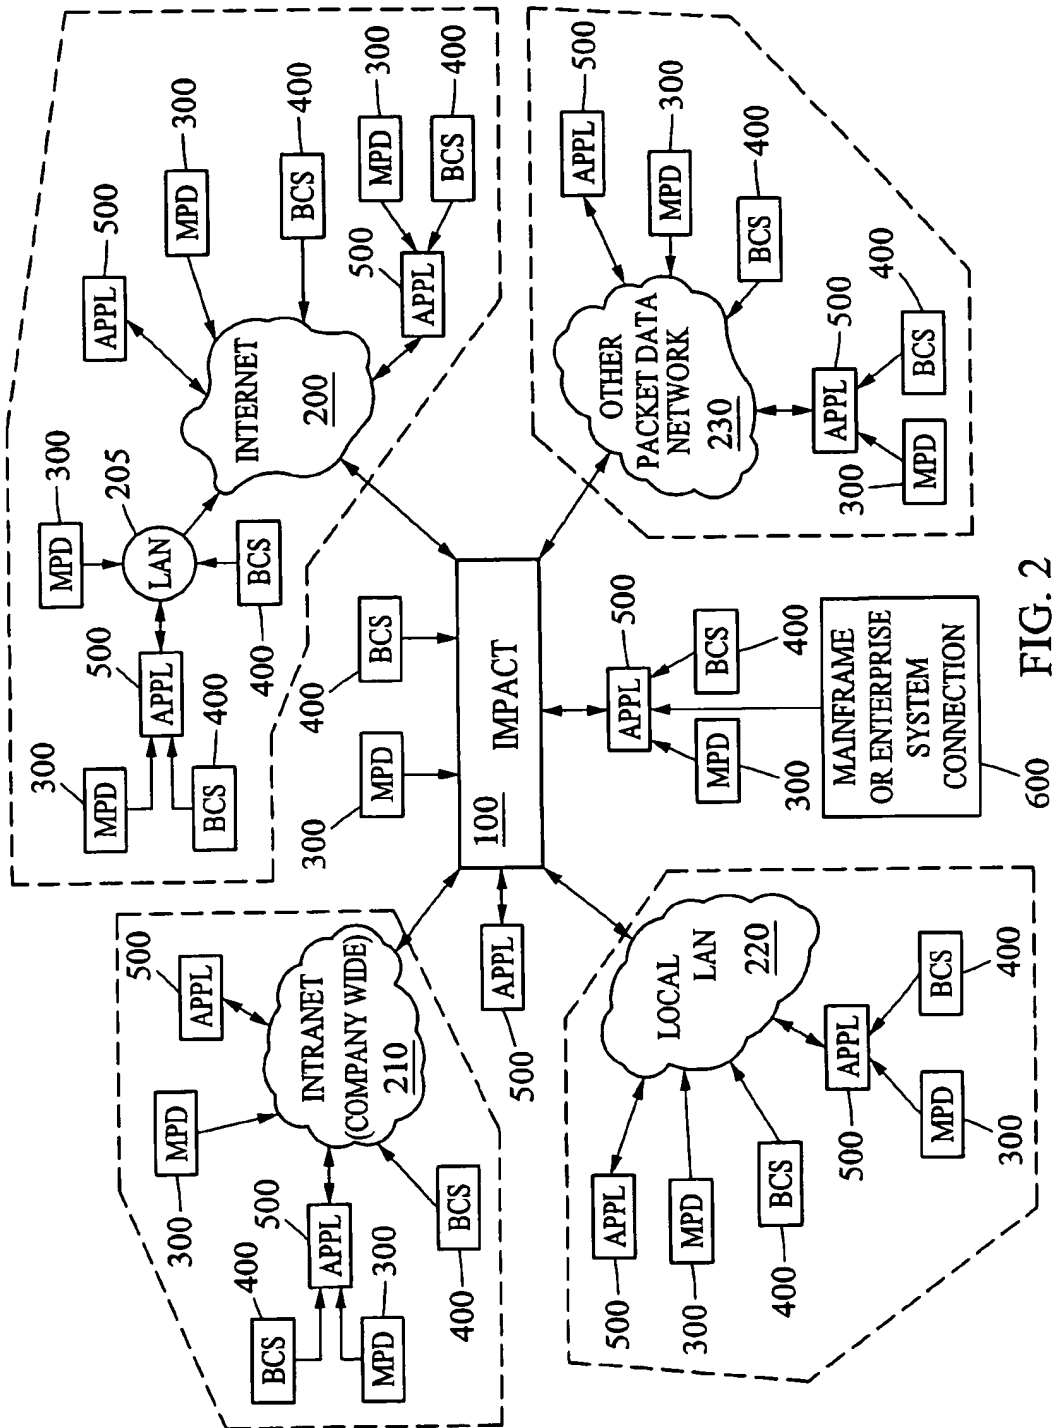 300
MPD
500
APPL
BCS
400
MPD
300
LAN
205
BCS
400
APPL
500
MPD
300
BCS
400
INTERNET
200
MPD
300
BCS
400
500
APPL
500
APPL
MPD
300
INTRANET
(COMPANY WIDE)
210
BCS
400
500
APPL
MPD
300
BCS
400
MPD
300
BCS
400
100
IMPACT
APPL
500
APPL
500
MPD
300
BCS
400
MAINFRAME
OR ENTERPRISE
SYSTEM
CONNECTION
600
APPL
500
MPD
300
BCS
400
OTHER
PACKET DATA
NETWORK
230
APPL
500
MPD
300
BCS
400
LOCAL
LAN
220
APPL
500
MPD
300
BCS
400
APPL
500
MPD
300
BCS
400
FIG. 2